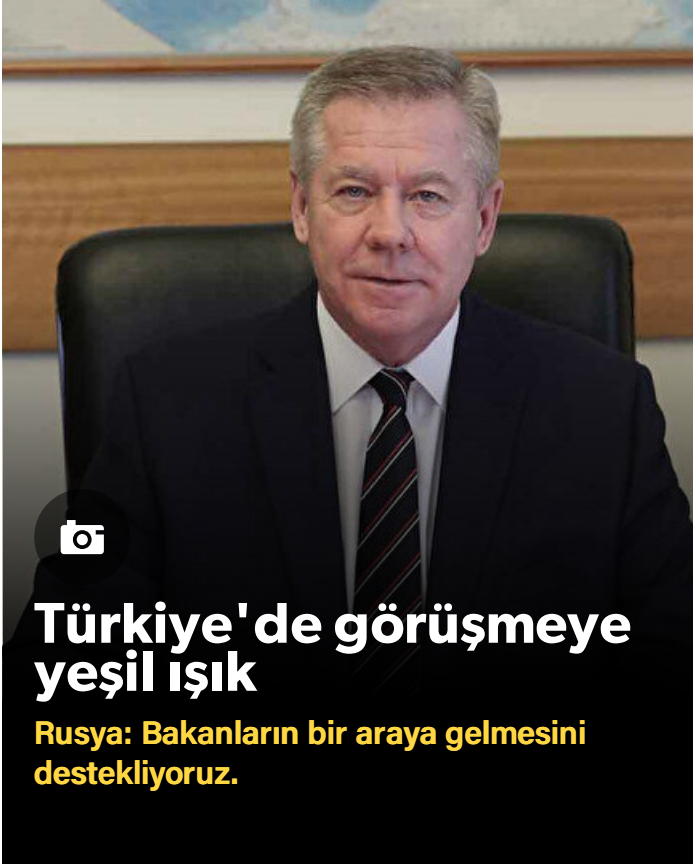 Türkiye'de görüşmeye
yeşil ışık
Rusya: Bakanların bir araya gelmesini
destekliyoruz.